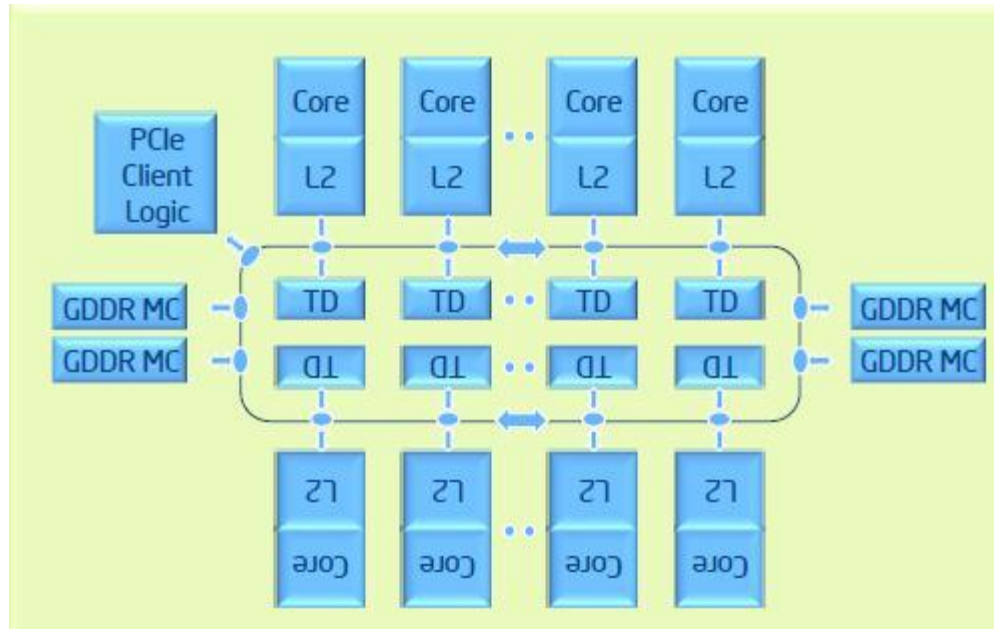 Core Core Core Core
PCIe
Client
Logic
L2 L2 L2 L2
GDDR MC TD TD TD TD GDDR MC
GDDR MC TD TD TD TD GDDR MC
L2 L2 L2 L2
Core Core Core Core